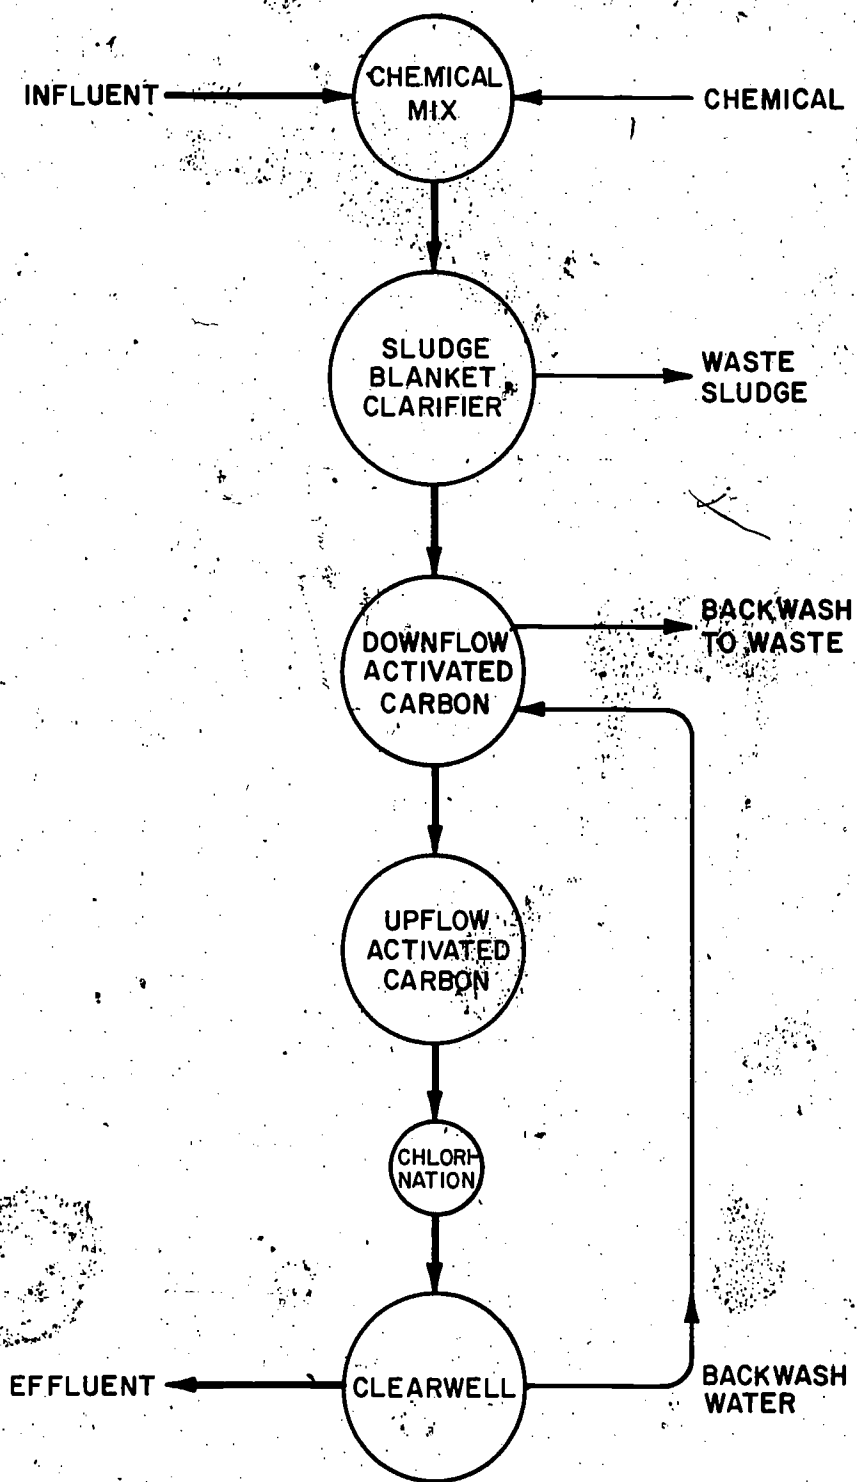 INFLUENT
CHEMICAL
MIX
CHEMICAL
SLUDGE
BLANKET
CLARIFIER
WASTE
SLUDGE
DOWNFLOW
ACTIVATED
CARBON
BACKWASH
TO WASTE
UPFLOW
ACTIVATED
CARBON
CHLORI-
NATION
EFFLUENT
CLEARWELL
BACKWASH
WATER